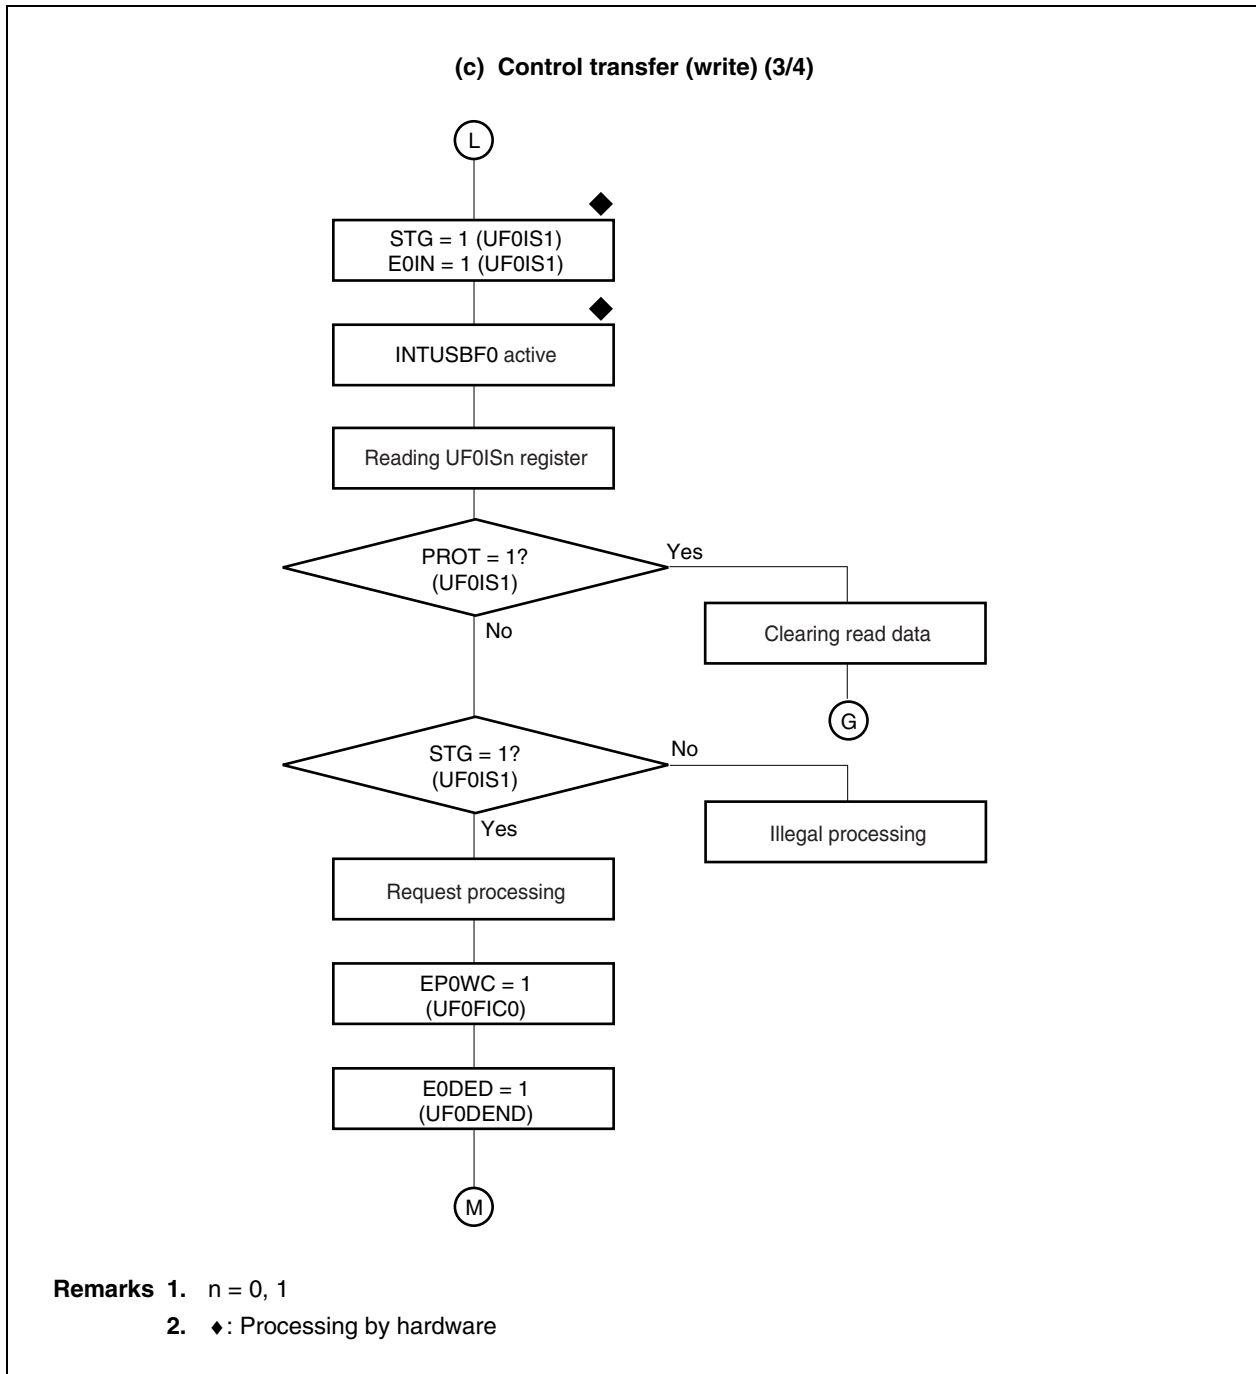 (c) Control transfer (write) (3/4)
L
STG = 1 (UF0IS1)
E0IN = 1 (UF0IS1)
INTUSBF0 active
Reading UF0ISn register
PROT = 1?
(UF0IS1)
Yes
No
Clearing read data
G
STG = 1?
(UF0IS1)
No
Yes
Illegal processing
Request processing
EP0WC = 1
(UF0FIC0)
E0DED = 1
(UF0DEND)
M
Remarks 1. n = 0, 1
2. ♦: Processing by hardware